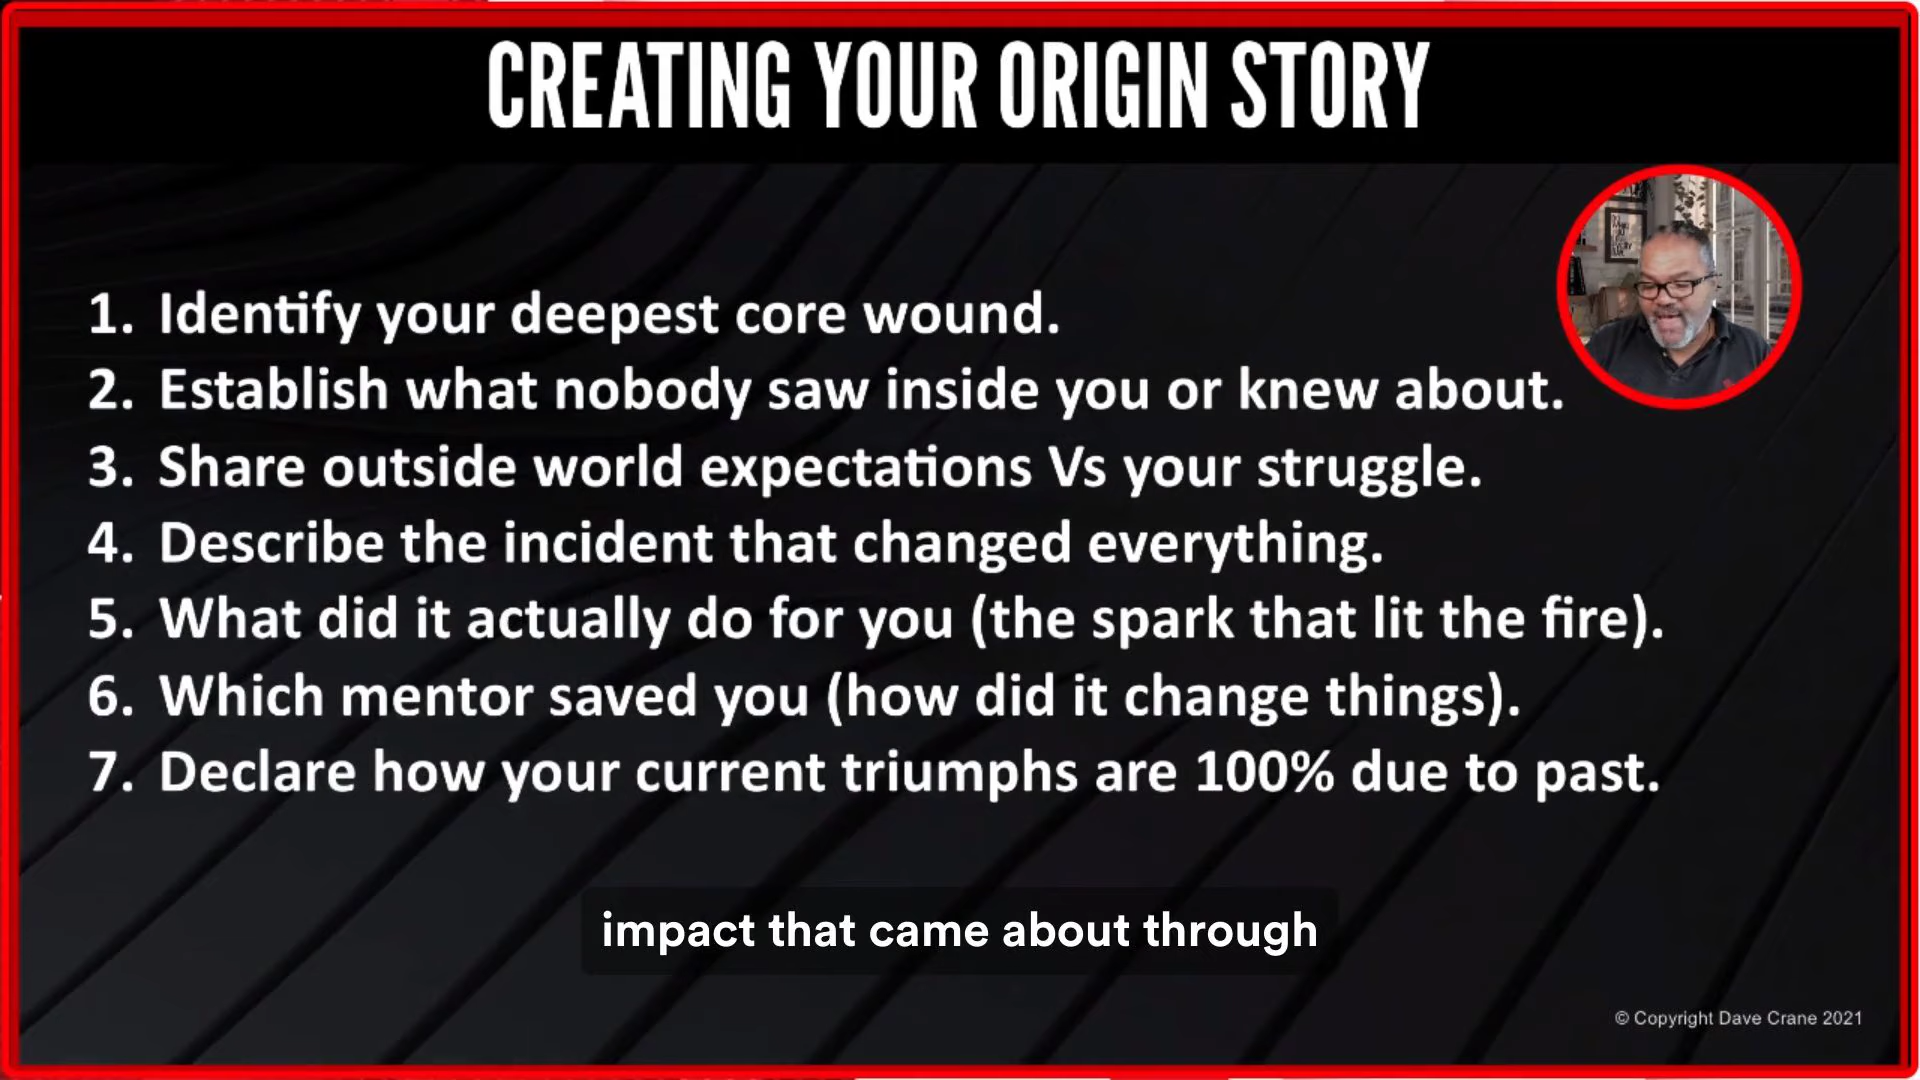 CREATING YOUR ORIGIN STORY
1. Identify your deepest core wound.
2. Establish what nobody saw inside you or knew about.
3. Share outside world expectations Vs your struggle.
4. Describe the incident that changed everything.
5. What did it actually do for you (the spark that lit the fire).
6. Which mentor saved you (how did it change things).
7. Declare how your current triumphs are 100% due to past.
impact that came about through
© Copyright Dave Crane 2021